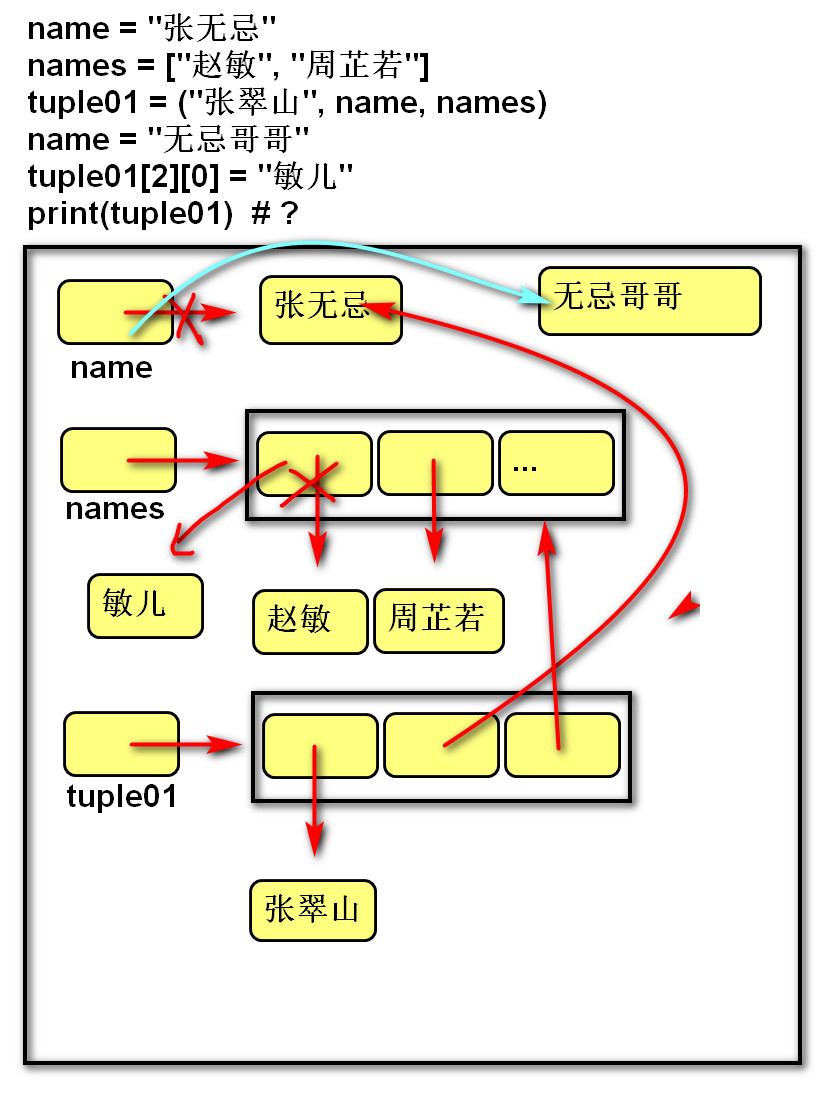 name = "张无忌"
names = ["赵敏", "周芷若"]
tuple01 = ("张翠山", name, names)
name = "无忌哥哥"
tuple01[2][0] = "敏儿"
print(tuple01)  # ?
张无忌
无忌哥哥
name
...
names
敏儿
赵敏
周芷若
tuple01
张翠山